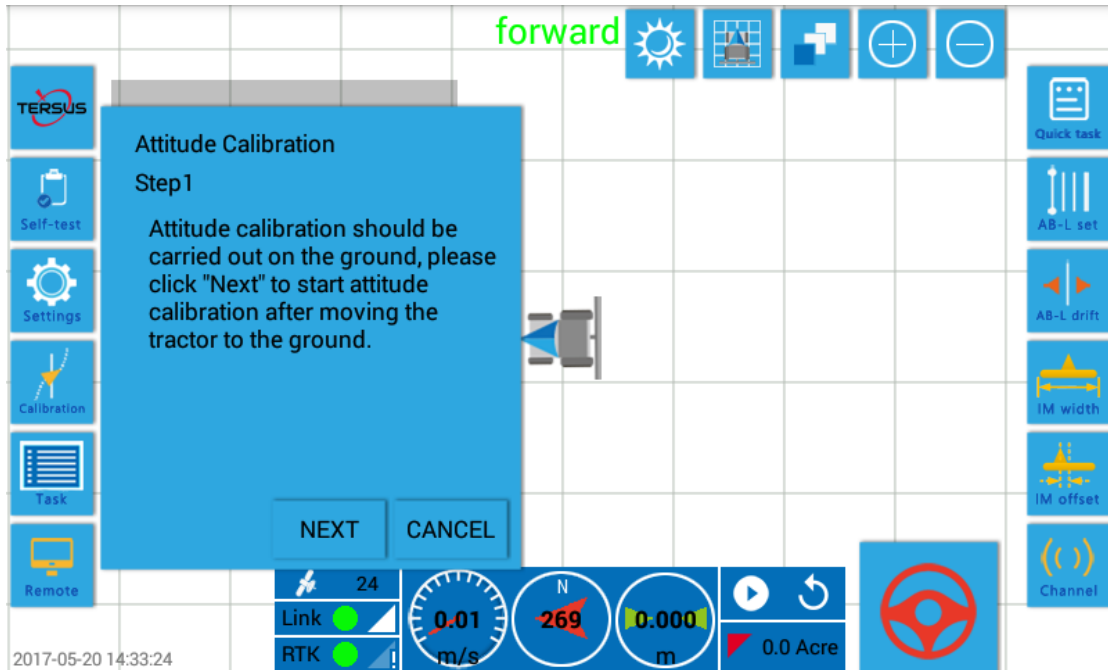 forward
TERSUS
Self-test
Settings
Calibration
Task
Remote
Attitude Calibration
Step1
Attitude calibration should be
carried out on the ground, please
click "Next" to start attitude
calibration after moving the
tractor to the ground.
NEXT CANCEL
Quick task
AB-L set
AB-L drift
IM width
IM offset
Channel
24
Link
RTK !
0.01
m/s
N
269
0.000
m
0.0 Acre
2017-05-20 14:33:24